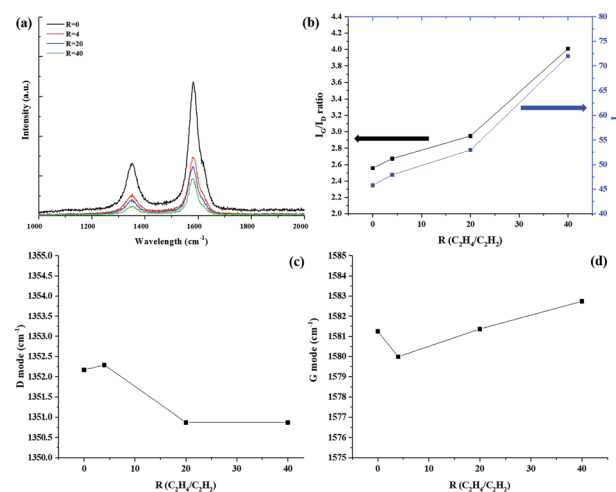 (a)
R=0
R=4
R=20
R=40
Intensity (a.u.)
1000 1200 1400 1600 1800 2000
Wavelength (cm⁻¹)
(b)
4.4
4.2
4.0
3.8
3.6
3.4
3.2
3.0
2.8
2.6
2.4
2.2
2.0
I_G/I_D ratio
80
75
70
65
60
55
50
45
40
0 10 20 30 40
R (C₂H₄/C₂H₂)
(c)
1355.0
1354.5
1354.0
1353.5
1353.0
1352.5
1352.0
1351.5
1351.0
1350.5
1350.0
D mode (cm⁻¹)
0 10 20 30 40
R (C₂H₄/C₂H₂)
(d)
1585
1584
1583
1582
1581
1580
1579
1578
1577
1576
1575
G mode (cm⁻¹)
0 10 20 30 40
R (C₂H₄/C₂H₂)